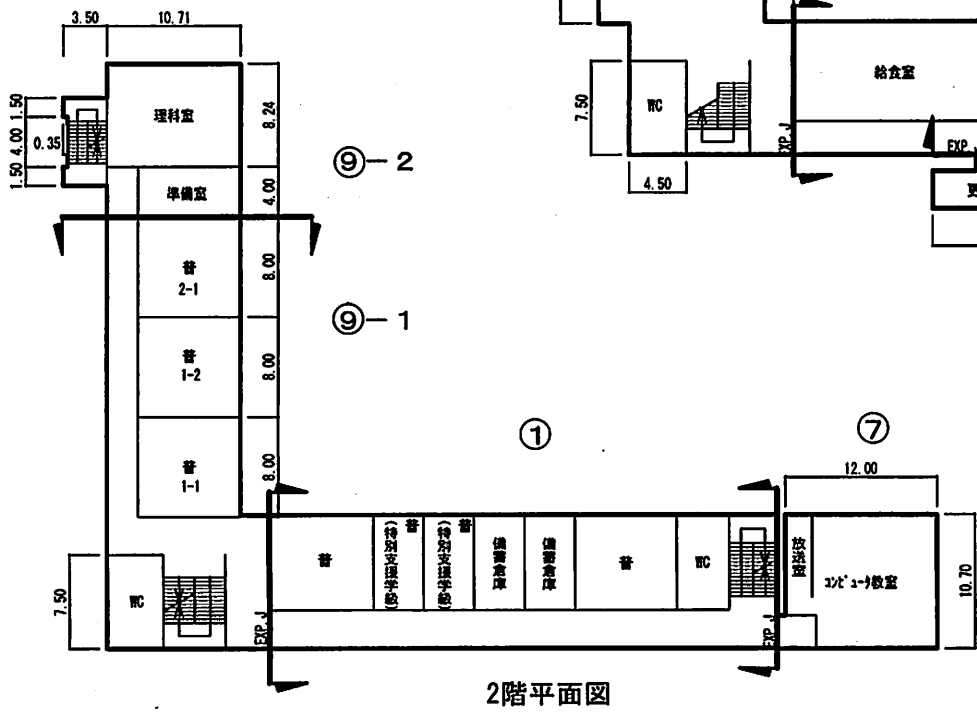 3.50
10.71
1.50
4.00
1.50
0.35
理科室
8.24
⑨-2
準備室
4.00
普
2-1
8.00
⑨-1
普
1-2
8.00
普
1-1
8.00
7.50
WC
給食室
EXP.J
EXP.
4.50
①
⑦
12.00
7.50
WC
EXP.J
普
普
(特別支援学級)
普
(特別支援学級)
備蓄倉庫
備蓄倉庫
普
WC
EXP.J
放送室
コンピュータ教室
10.70
2階平面図